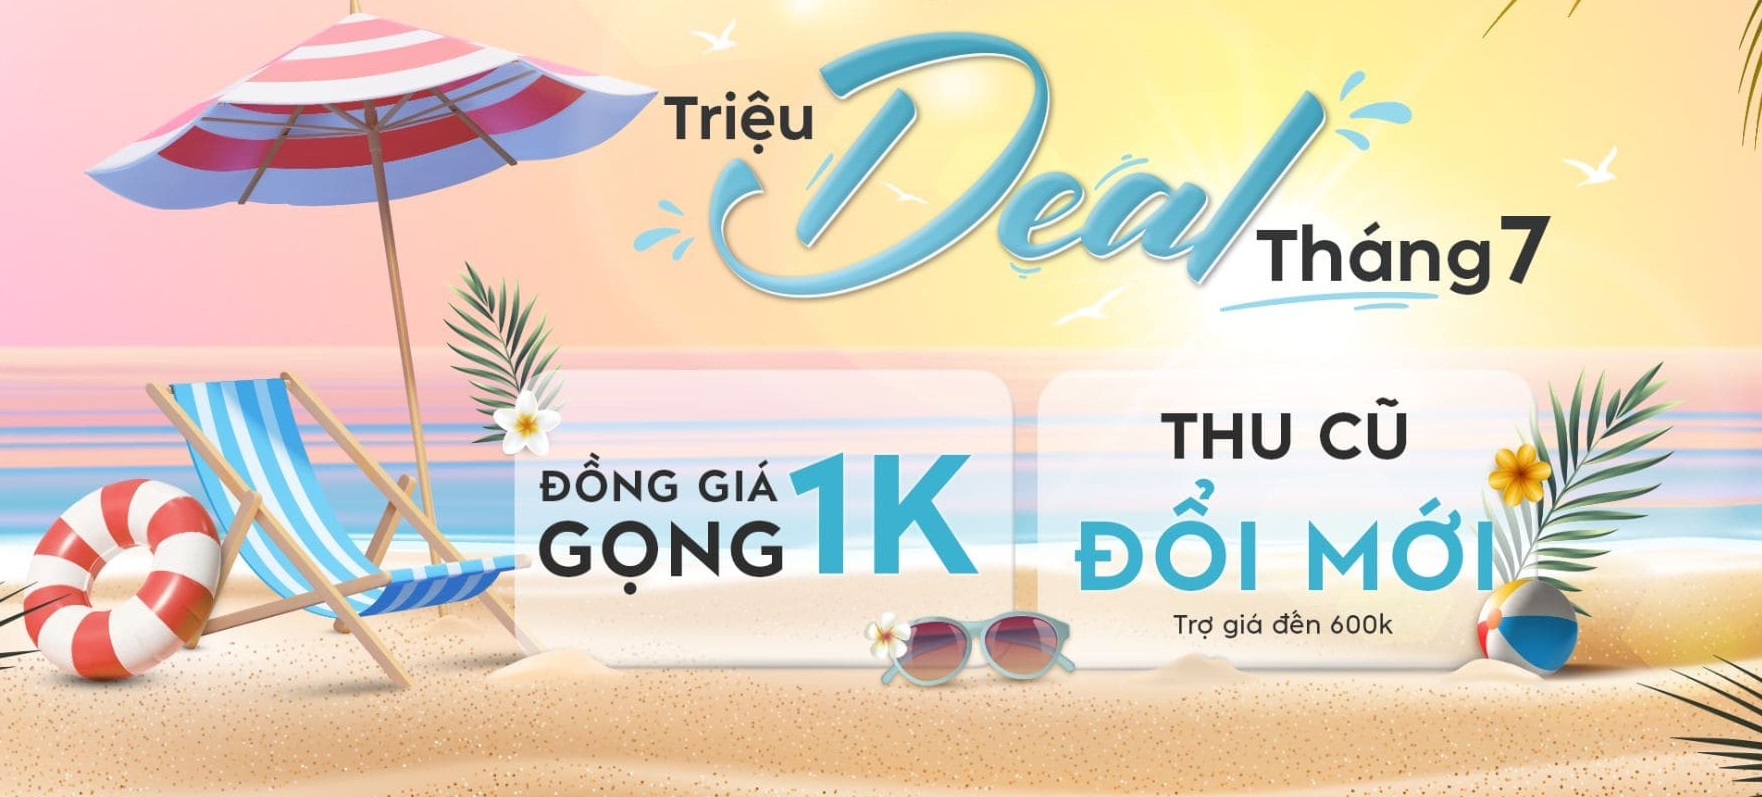 Triệu Deal Tháng 7
ĐỒNG GIÁ
GỌNG 1K
THU CŨ
ĐỔI MỚI
Trợ giá đến 600k